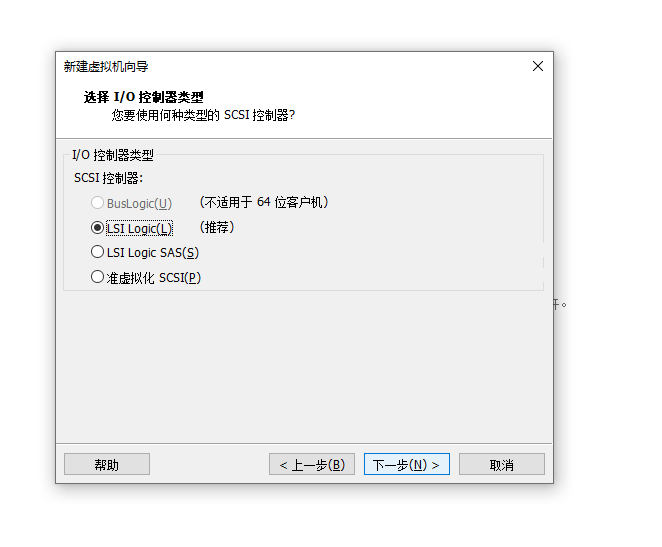 新建虚拟机向导
选择 I/O 控制器类型
您要使用何种类型的 SCSI 控制器?
I/O 控制器类型
SCSI 控制器:
BusLogic(U) (不适用于 64 位客户机)
LSI Logic(L) (推荐)
LSI Logic SAS(S)
准虚拟化 SCSI(P)
帮助 < 上一步(B) 下一步(N) > 取消